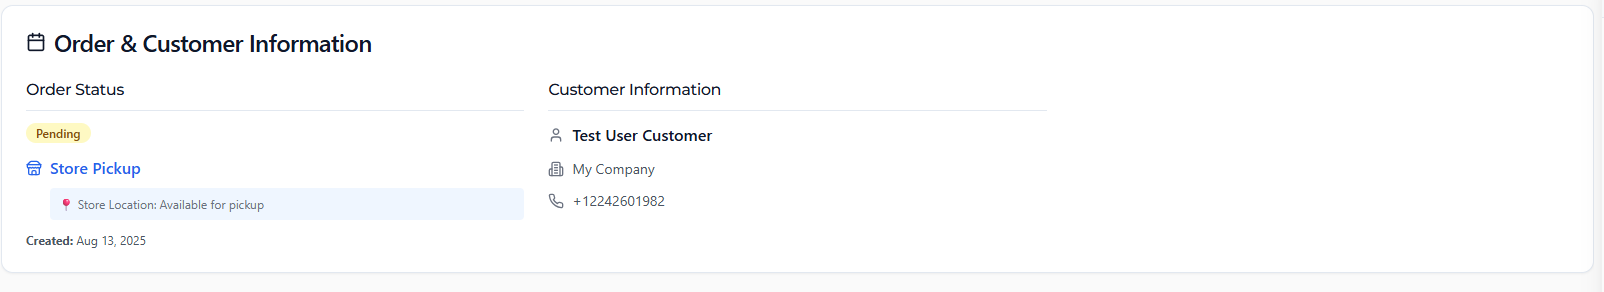 Order & Customer Information
Order Status
Pending
Store Pickup
Store Location: Available for pickup
Created: Aug 13, 2025
Customer Information
Test User Customer
My Company
+12242601982